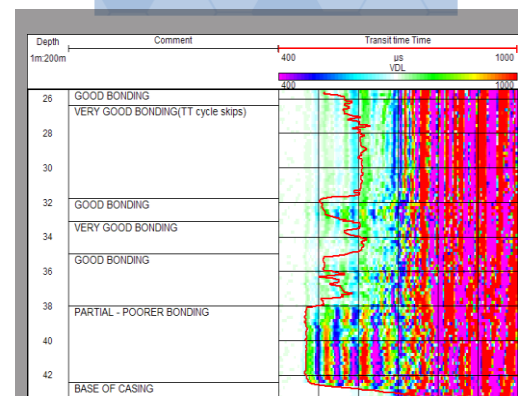 Depth
Comment
Transit time Time
1m:200m
400 µS 1000
VDL
400 1000
GOOD BONDING
26
VERY GOOD BONDING(TT cycle skips)
28
30
GOOD BONDING
32
VERY GOOD BONDING
34
GOOD BONDING
36
38
PARTIAL - POORER BONDING
40
42
BASE OF CASING